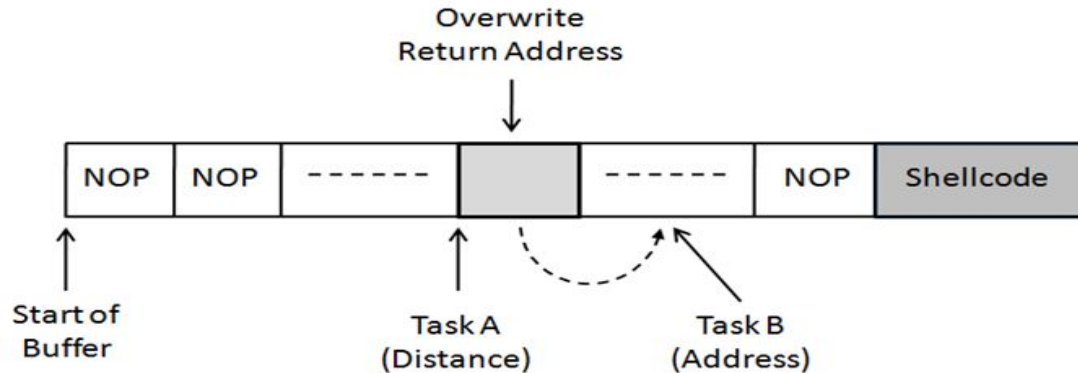 Overwrite
Return Address
NOP NOP ------ ------ NOP Shellcode
Start of
Buffer
Task A
(Distance)
Task B
(Address)